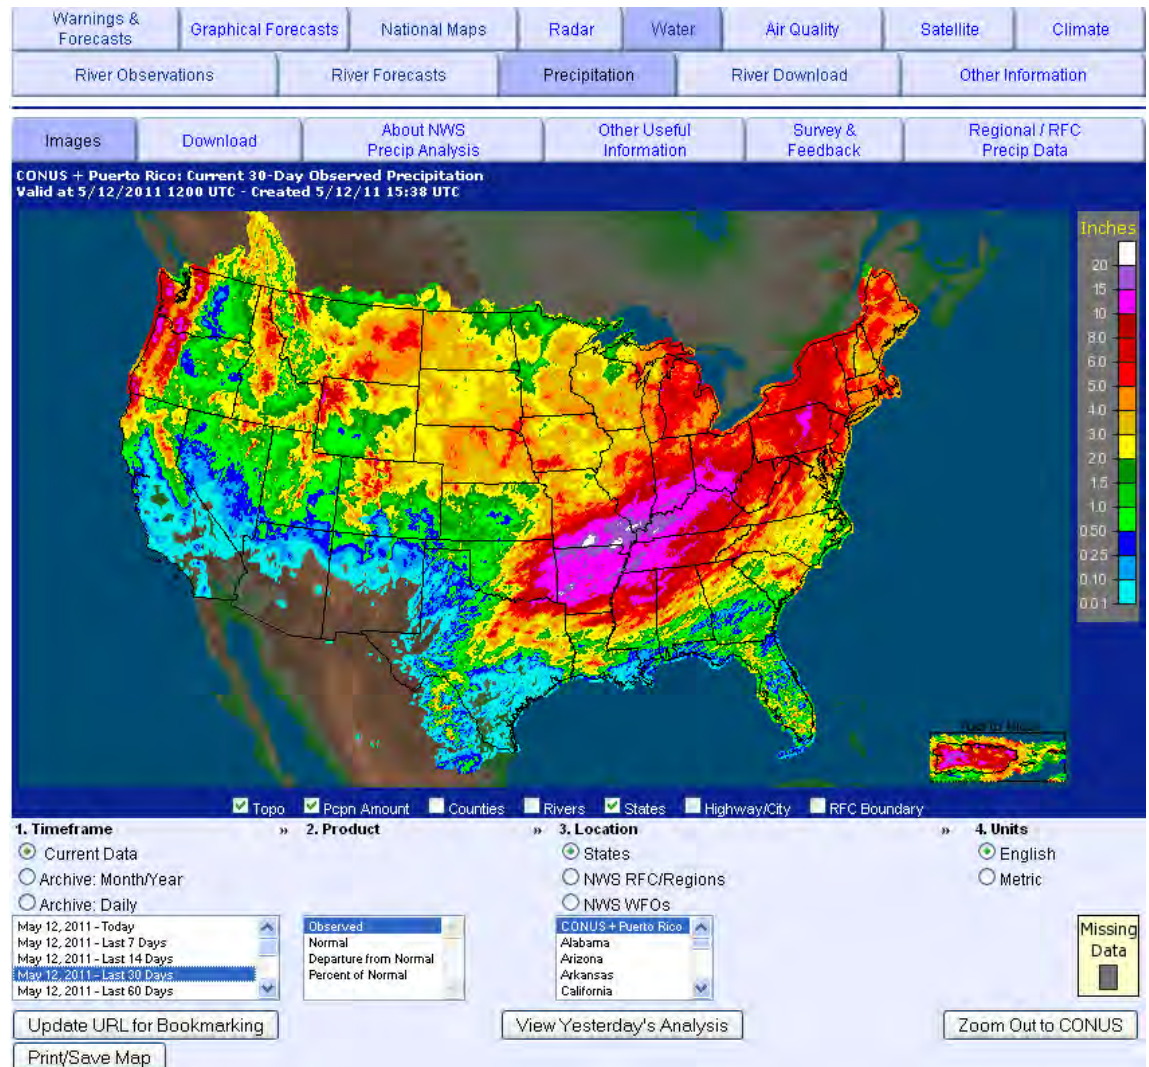 Warnings & Forecasts
Graphical Forecasts
National Maps
Radar
Water
Air Quality
Satellite
Climate
River Observations
River Forecasts
Precipitation
River Download
Other Information
Images
Download
About NWS Precip Analysis
Other Useful Information
Survey & Feedback
Regional / RFC Precip Data
CONUS + Puerto Rico: Current 30-Day Observed Precipitation
Valid at 5/12/2011 1200 UTC - Created 5/12/11 15:38 UTC
Inches
20
15
10
8.0
6.0
5.0
4.0
3.0
2.0
1.5
1.0
0.50
0.25
0.10
0.01
Puerto Rico
Topo
Pcpn Amount
Counties
Rivers
States
Highway/City
RFC Boundary
1. Timeframe » 2. Product » 3. Location » 4. Units
Current Data
Archive: Month/Year
Archive: Daily
May 12, 2011 - Today
May 12, 2011 - Last 7 Days
May 12, 2011 - Last 14 Days
May 12, 2011 - Last 30 Days
May 12, 2011 - Last 60 Days
Observed
Normal
Departure from Normal
Percent of Normal
States
NWS RFC/Regions
NWS WFOs
CONUS + Puerto Rico
Alabama
Arizona
Arkansas
California
English
Metric
Missing Data
Update URL for Bookmarking
View Yesterday's Analysis
Zoom Out to CONUS
Print/Save Map